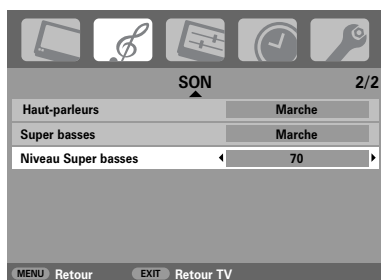 SON 2/2
Haut-parleurs Marche
Super basses Marche
Niveau Super basses 70
MENU Retour EXIT Retour TV